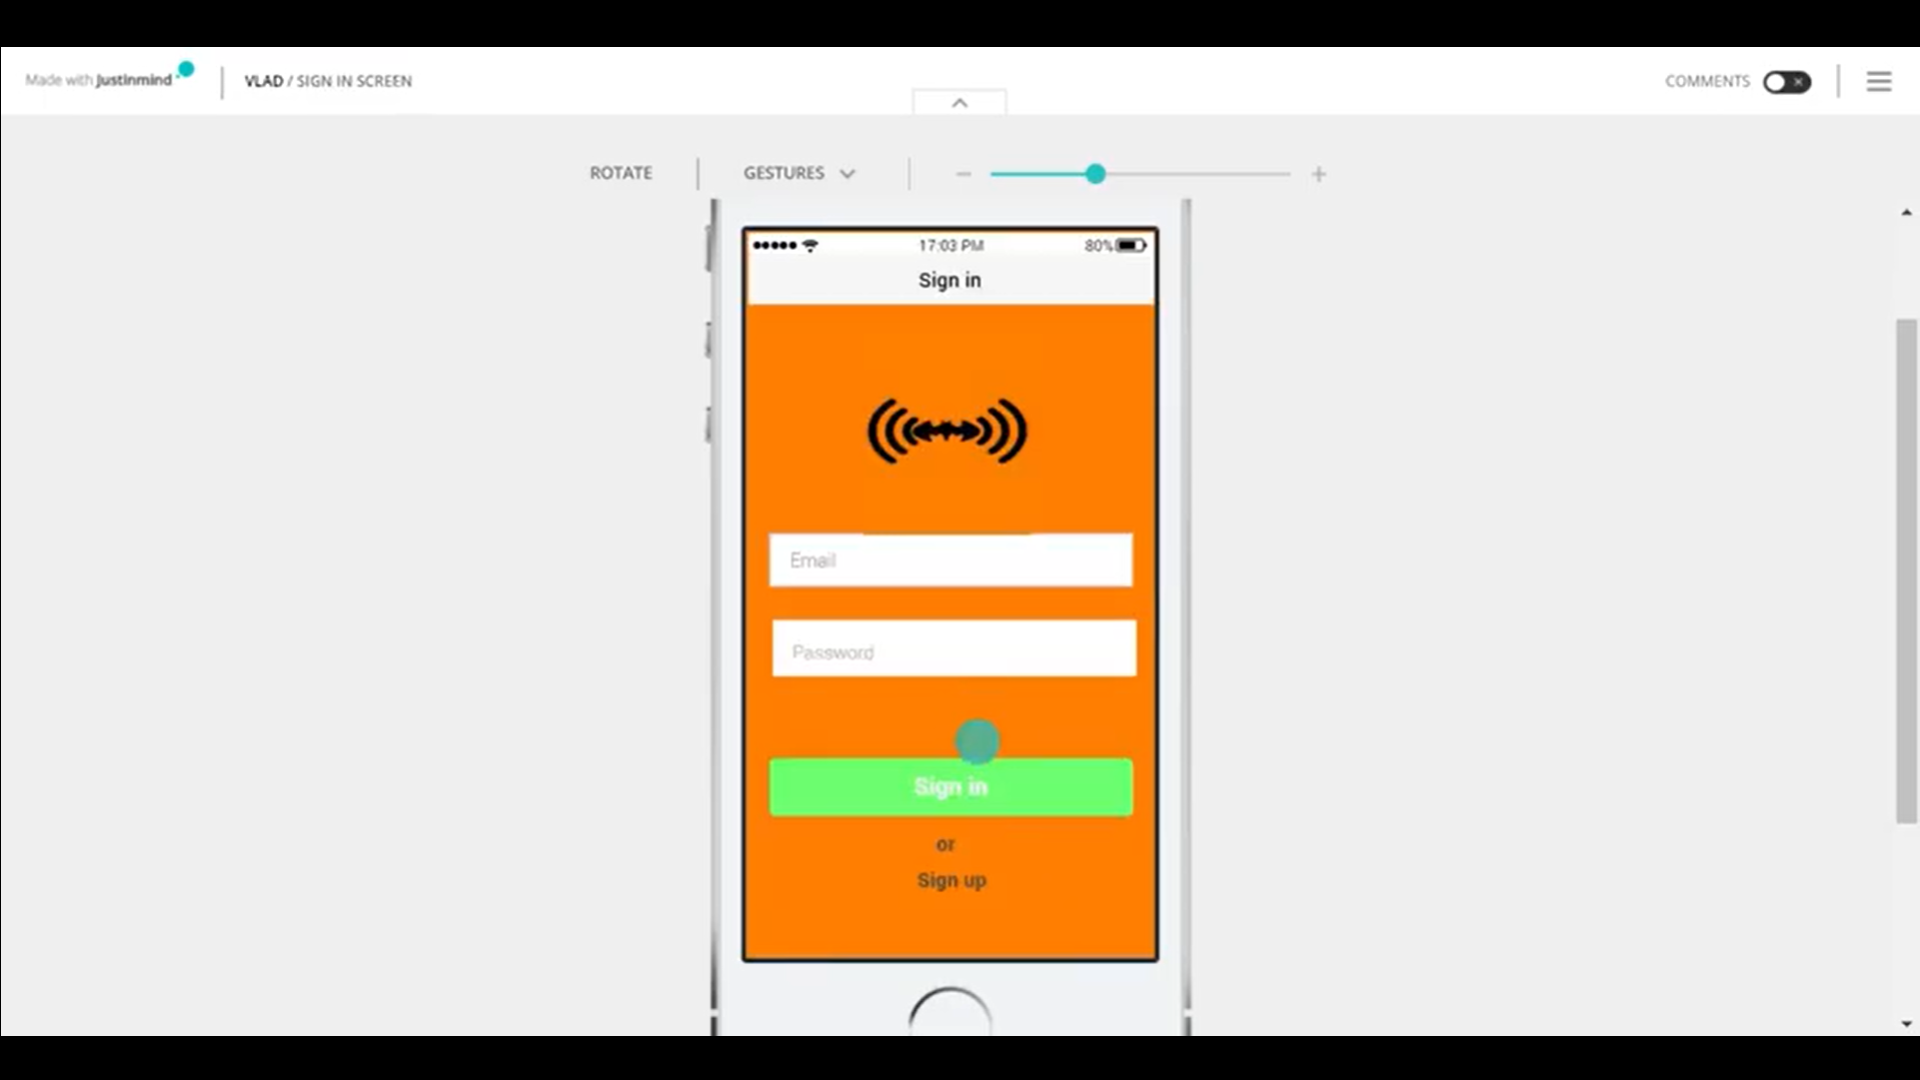 Made with Justinmind
VLAD / SIGN IN SCREEN
COMMENTS
ROTATE
GESTURES
17:03 PM
80%
Sign in
Email
Password
Sign in
or
Sign up